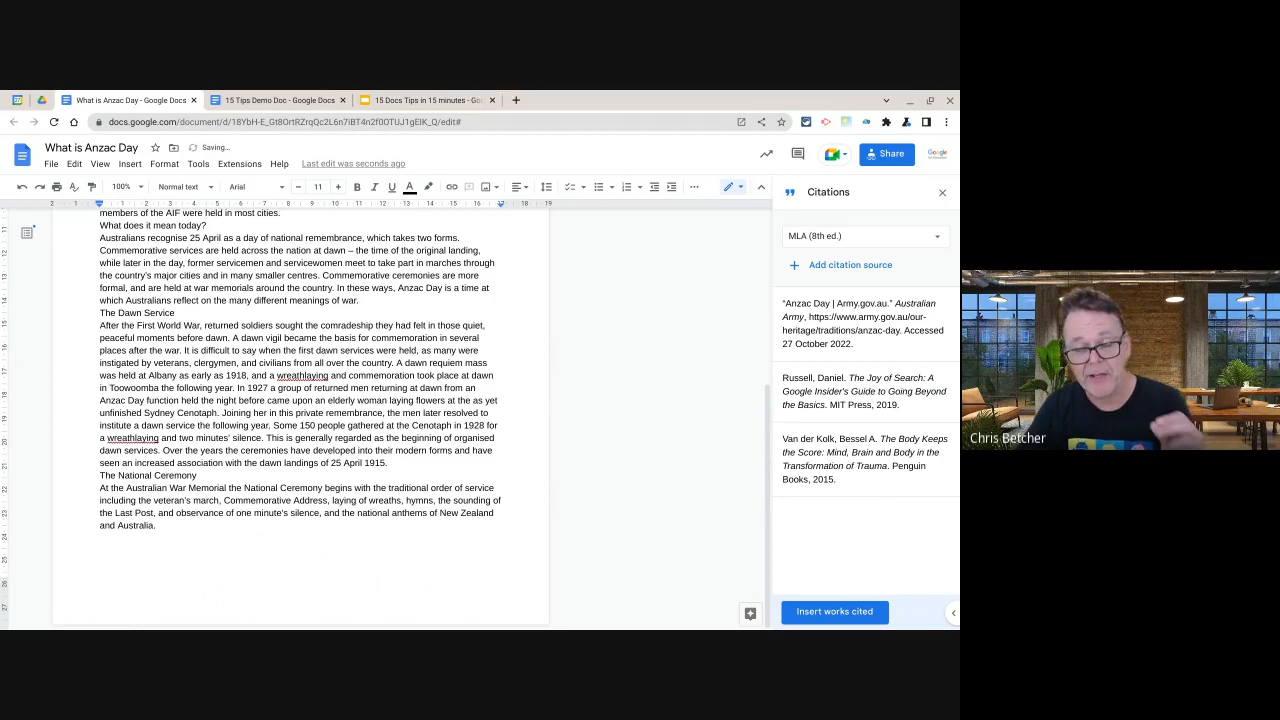 What is Anzac Day - Google Docs
15 Tips Demo Doc - Google Docs
15 Docs Tips in 15 minutes - Go
docs.google.com/document/d/18YbH-E_Gt8OrtRZrqQc2L6n7iBT4n2f0OTUJ1gEIK_Q/edit#
What is Anzac Day
Saving...
File Edit View Insert Format Tools Extensions Help Last edit was seconds ago
Share
100% Normal text Arial 11
2 1 1 2 3 4 5 6 7 8 9 10 11 12 13 14 15 16 17 18 19
members of the AIF were held in most cities.
What does it mean today?
Australians recognise 25 April as a day of national remembrance, which takes two forms.
Commemorative services are held across the nation at dawn – the time of the original landing,
while later in the day, former servicemen and servicewomen meet to take part in marches through
the country's major cities and in many smaller centres. Commemorative ceremonies are more
formal, and are held at war memorials around the country. In these ways, Anzac Day is a time at
which Australians reflect on the many different meanings of war.
The Dawn Service
After the First World War, returned soldiers sought the comradeship they had felt in those quiet,
peaceful moments before dawn. A dawn vigil became the basis for commemoration in several
places after the war. It is difficult to say when the first dawn services were held, as many were
instigated by veterans, clergymen, and civilians from all over the country. A dawn requiem mass
was held at Albany as early as 1918, and a wreathlaying and commemoration took place at dawn
in Toowoomba the following year. In 1927 a group of returned men returning at dawn from an
Anzac Day function held the night before came upon an elderly woman laying flowers at the as yet
unfinished Sydney Cenotaph. Joining her in this private remembrance, the men later resolved to
institute a dawn service the following year. Some 150 people gathered at the Cenotaph in 1928 for
a wreathlaying and two minutes' silence. This is generally regarded as the beginning of organised
dawn services. Over the years the ceremonies have developed into their modern forms and have
seen an increased association with the dawn landings of 25 April 1915.
The National Ceremony
At the Australian War Memorial the National Ceremony begins with the traditional order of service
including the veteran's march, Commemorative Address, laying of wreaths, hymns, the sounding of
the Last Post, and observance of one minute's silence, and the national anthems of New Zealand
and Australia.
Citations
MLA (8th ed.)
Add citation source
"Anzac Day | Army.gov.au." Australian
Army, https://www.army.gov.au/our-
heritage/traditions/anzac-day. Accessed
27 October 2022.
Russell, Daniel. The Joy of Search: A
Google Insider's Guide to Going Beyond
the Basics. MIT Press, 2019.
Van der Kolk, Bessel A. The Body Keeps
the Score: Mind, Brain and Body in the
Transformation of Trauma. Penguin
Books, 2015.
Insert works cited
Chris Betcher